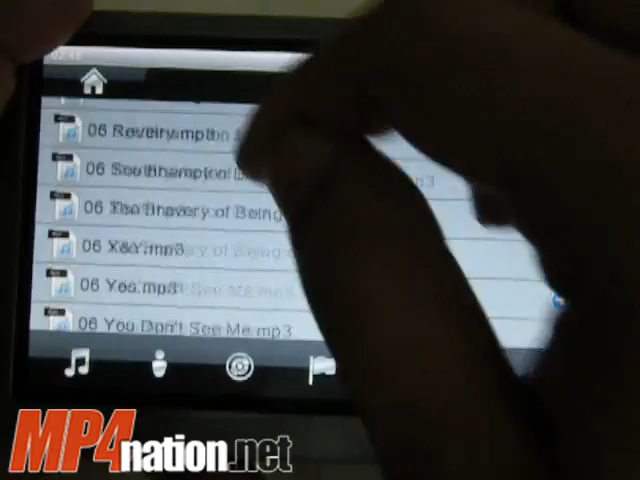 06 Revelry.mp3
06 Southampton
06 The Bravery of Being
06 X&Y.mp3
06 Yes.mp3
06 You Don't See Me.mp3
MP4nation.net